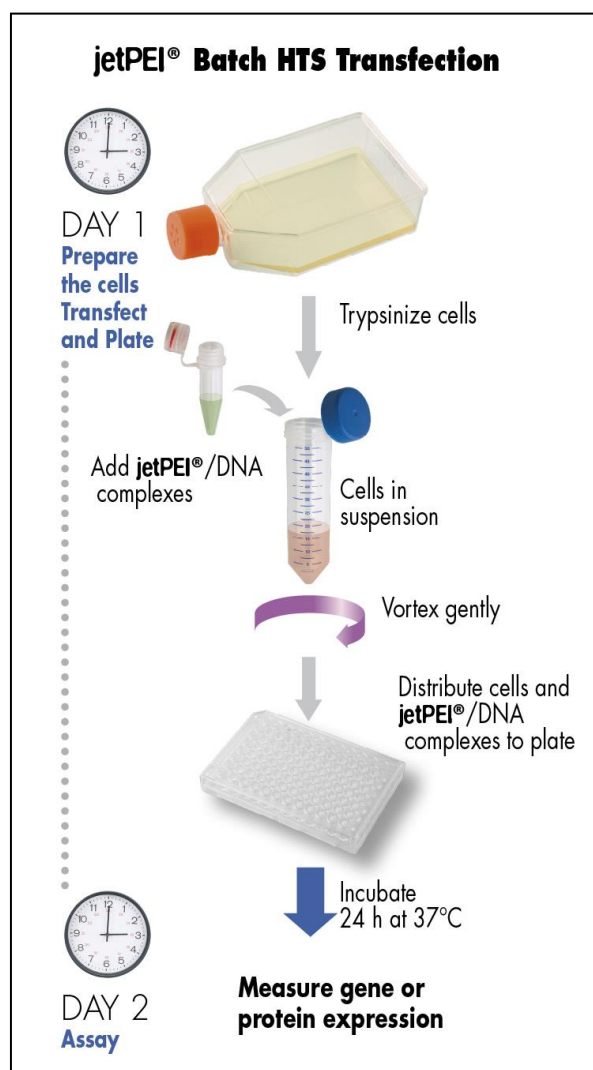 jetPEI® Batch HTS Transfection
DAY 1
Prepare
the cells
Transfect
and Plate
Trypsinize cells
Add jetPEI®/DNA
complexes
Cells in
suspension
Vortex gently
Distribute cells and
jetPEI®/DNA
complexes to plate
Incubate
24 h at 37°C
DAY 2
Assay
Measure gene or
protein expression